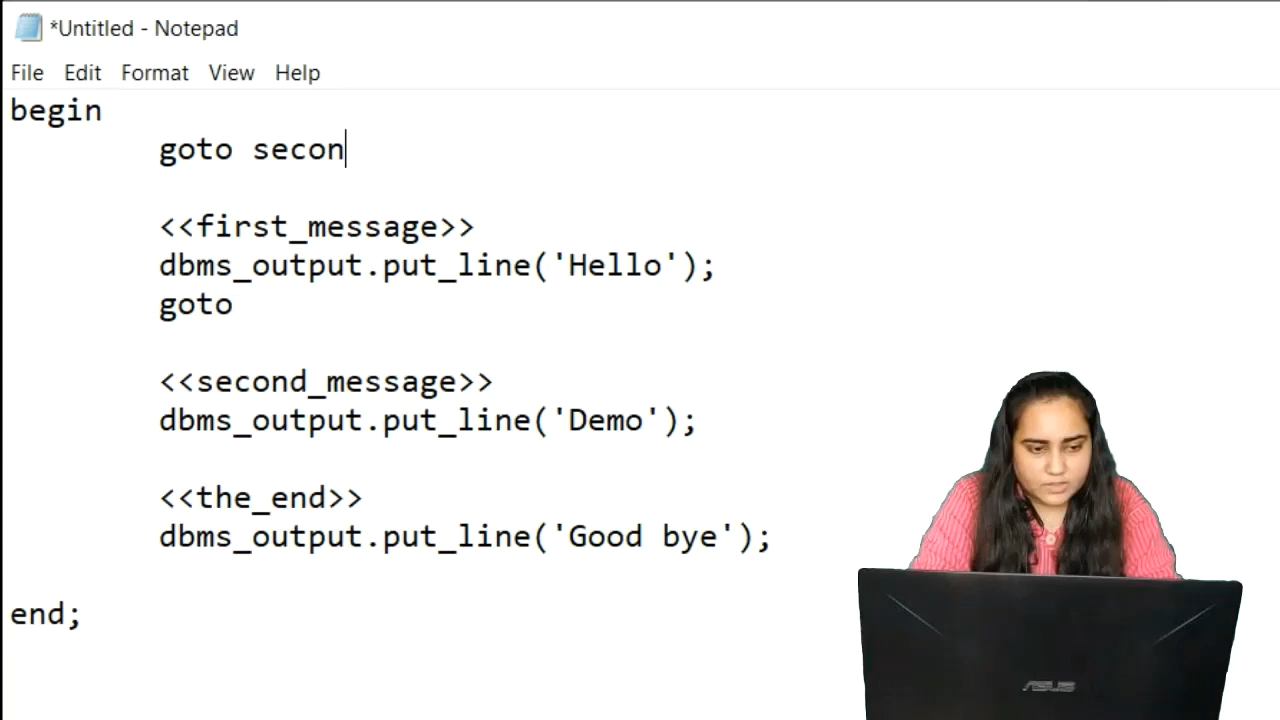 *Untitled - Notepad
File Edit Format View Help
begin
goto secon
<<first_message>>
dbms_output.put_line('Hello');
goto
<<second_message>>
dbms_output.put_line('Demo');
<<the_end>>
dbms_output.put_line('Good bye');
end;
ASUS